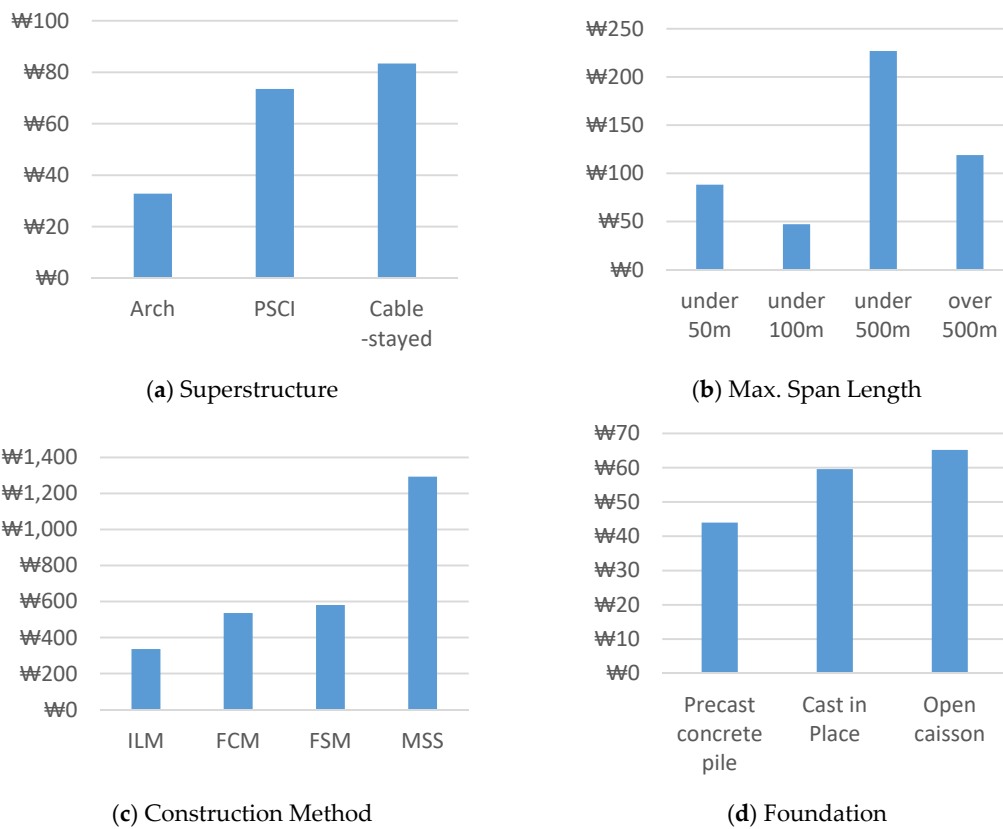 ₩100
₩80
₩60
₩40
₩20
₩0
Arch
PSCI
Cable
-stayed
(a) Superstructure
₩250
₩200
₩150
₩100
₩50
₩0
under
50m
under
100m
under
500m
over
500m
(b) Max. Span Length
₩1,400
₩1,200
₩1,000
₩800
₩600
₩400
₩200
₩0
ILM
FCM
FSM
MSS
(c) Construction Method
₩70
₩60
₩50
₩40
₩30
₩20
₩10
₩0
Precast
concrete
pile
Cast in
Place
Open
caisson
(d) Foundation